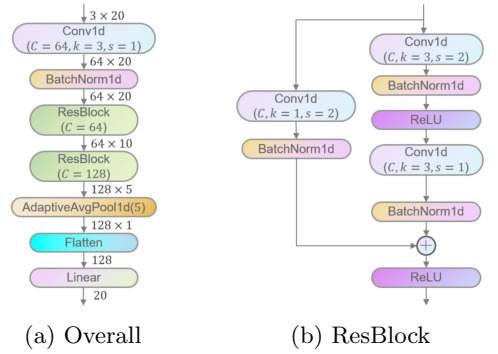 3 × 20
Conv1d
(C = 64, k = 3, s = 1)
64 × 20
BatchNorm1d
64 × 20
ResBlock
(C = 64)
64 × 10
ResBlock
(C = 128)
128 × 5
AdaptiveAvgPool1d(5)
128 × 1
Flatten
128
Linear
20
(a) Overall
Conv1d
(C, k = 1, s = 2)
BatchNorm1d
Conv1d
(C, k = 3, s = 2)
BatchNorm1d
ReLU
Conv1d
(C, k = 3, s = 1)
BatchNorm1d
+
ReLU
(b) ResBlock